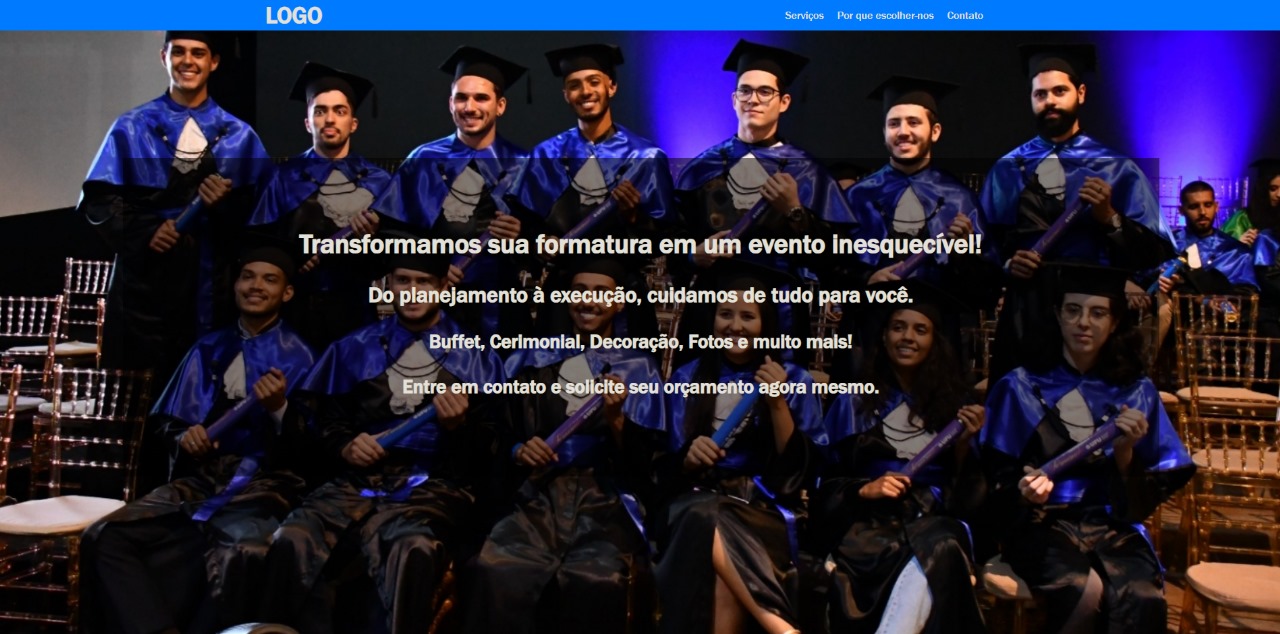 LOGO
Serviços Por que escolher-nos Contato
Transformamos sua formatura em um evento inesquecível!
Do planejamento à execução, cuidamos de tudo para você.
Buffet, Cerimonial, Decoração, Fotos e muito mais!
Entre em contato e solicite seu orçamento agora mesmo.